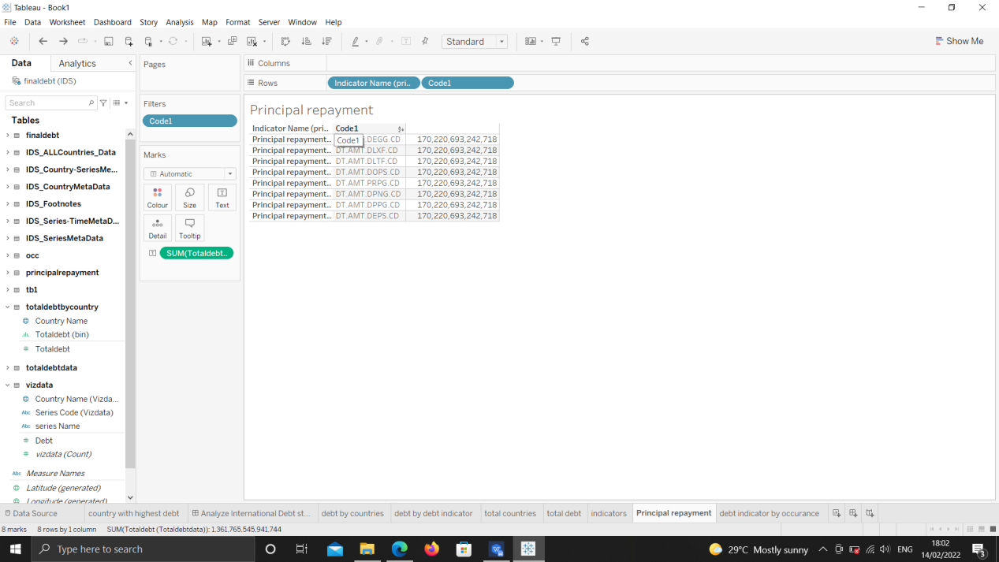 Tableau - Book1
File Data Worksheet Dashboard Story Analysis Map Format Server Window Help
Standard
Show Me
Data Analytics
finaldebt (IDS)
Search
Tables
finaldebt
IDS_ALLCountries_Data
IDS_Country-SeriesMe...
IDS_CountryMetaData
IDS_Footnotes
IDS_Series-TimeMetaD...
IDS_SeriesMetaData
occ
principalrepayment
tb1
totaldebtbycountry
Country Name
Totaldebt (bin)
Totaldebt
totaldebtdata
vizdata
Country Name (Vizda...
Abc Series Code (Vizdata)
Abc series Name
Debt
vizdata (Count)
Abc Measure Names
Latitude (generated)
Longitude (generated)
Pages
Filters
Code1
Marks
Automatic
Colour Size Text
Detail Tooltip
SUM(Totaldebt..
Columns
Rows Indicator Name (pri.. Code1
Principal repayment
Indicator Name (pri.. Code1
Principal repayment.. .DEGG.CD 170,220,693,242,718
Code1
Principal repayment.. DT.AMT.DLXF.CD 170,220,693,242,718
Principal repayment.. DT.AMT.DLTF.CD 170,220,693,242,718
Principal repayment.. DT.AMT.DOPS.CD 170,220,693,242,718
Principal repayment.. DT.AMT.PRPG.CD 170,220,693,242,718
Principal repayment.. DT.AMT.DPNG.CD 170,220,693,242,718
Principal repayment.. DT.AMT.DPPG.CD 170,220,693,242,718
Principal repayment.. DT.AMT.DEPS.CD 170,220,693,242,718
Data Source country with highest debt Analyze International Debt st... debt by countries debt by debt indicator total countries total debt indicators Principal repayment debt indicator by occurance
8 marks 8 rows by 1 column SUM(Totaldebt (Totaldebtdata)): 1,361,765,545,941,744
Type here to search
29°C Mostly sunny ENG
18:02
14/02/2022
3